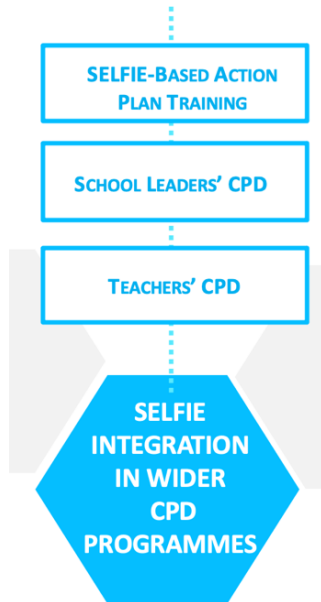 SELFIE-BASED ACTION
PLAN TRAINING
SCHOOL LEADERS’ CPD
TEACHERS’ CPD
SELFIE
INTEGRATION
IN WIDER
CPD
PROGRAMMES